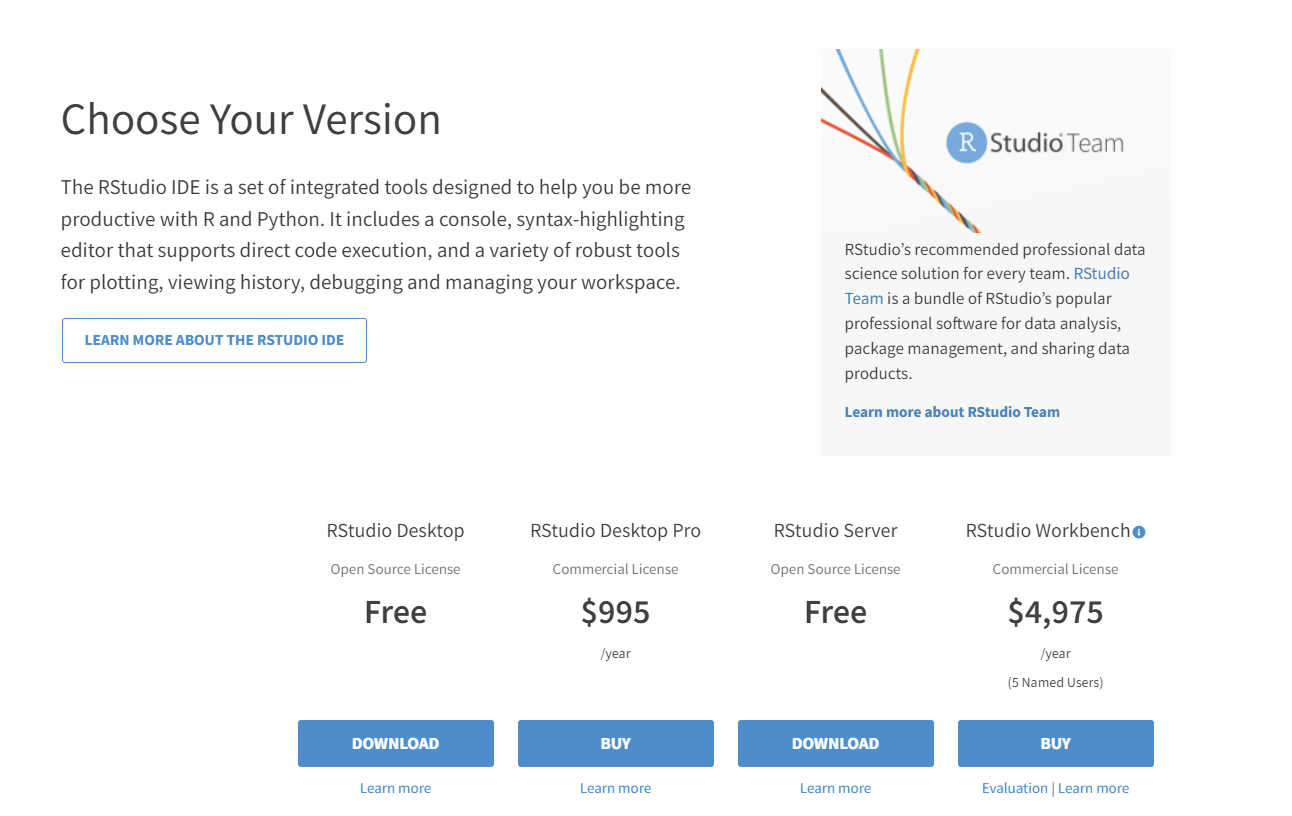 Choose Your Version
The RStudio IDE is a set of integrated tools designed to help you be more
productive with R and Python. It includes a console, syntax-highlighting
editor that supports direct code execution, and a variety of robust tools
for plotting, viewing history, debugging and managing your workspace.
LEARN MORE ABOUT THE RSTUDIO IDE
R Studio® Team
RStudio’s recommended professional data
science solution for every team. RStudio
Team is a bundle of RStudio’s popular
professional software for data analysis,
package management, and sharing data
products.
Learn more about RStudio Team
RStudio Desktop
Open Source License
Free
DOWNLOAD
Learn more
RStudio Desktop Pro
Commercial License
$995
/year
BUY
Learn more
RStudio Server
Open Source License
Free
DOWNLOAD
Learn more
RStudio Workbench i
Commercial License
$4,975
/year
(5 Named Users)
BUY
Evaluation | Learn more